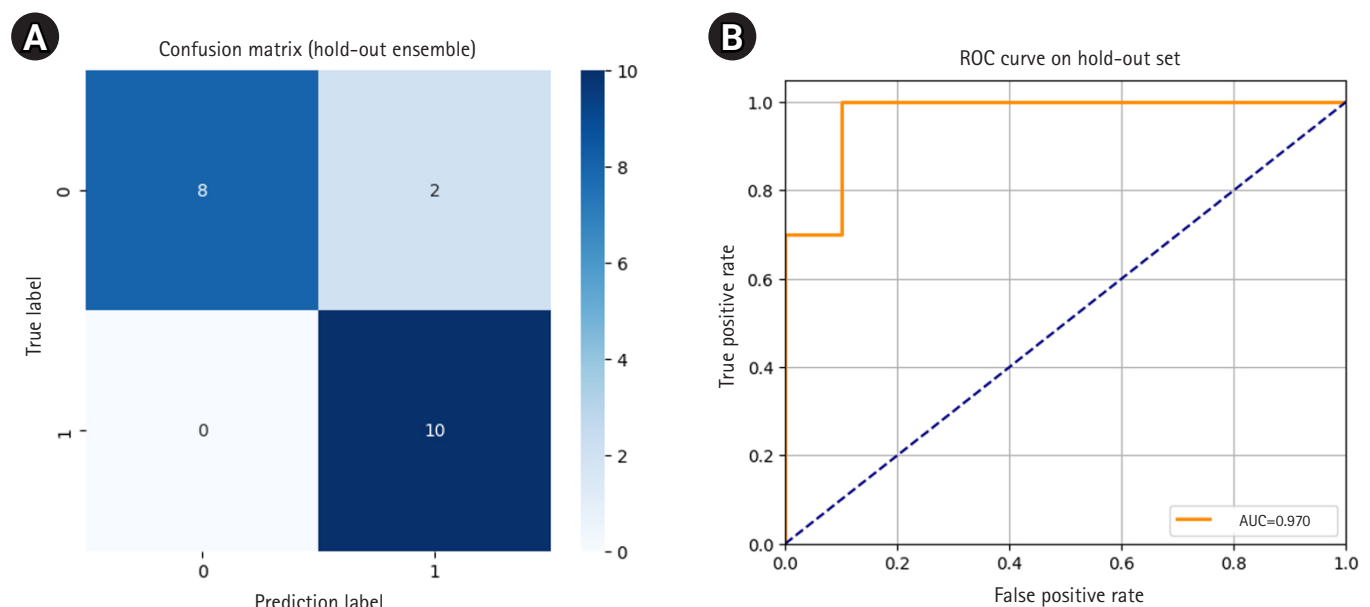 A
Confusion matrix (hold-out ensemble)
10
8
6
4
2
0
True label
0
1
8
2
0
10
0
1
Prediction label
B
ROC curve on hold-out set
True positive rate
1.0
0.8
0.6
0.4
0.2
0.0
AUC=0.970
0.0
0.2
0.4
0.6
0.8
1.0
False positive rate